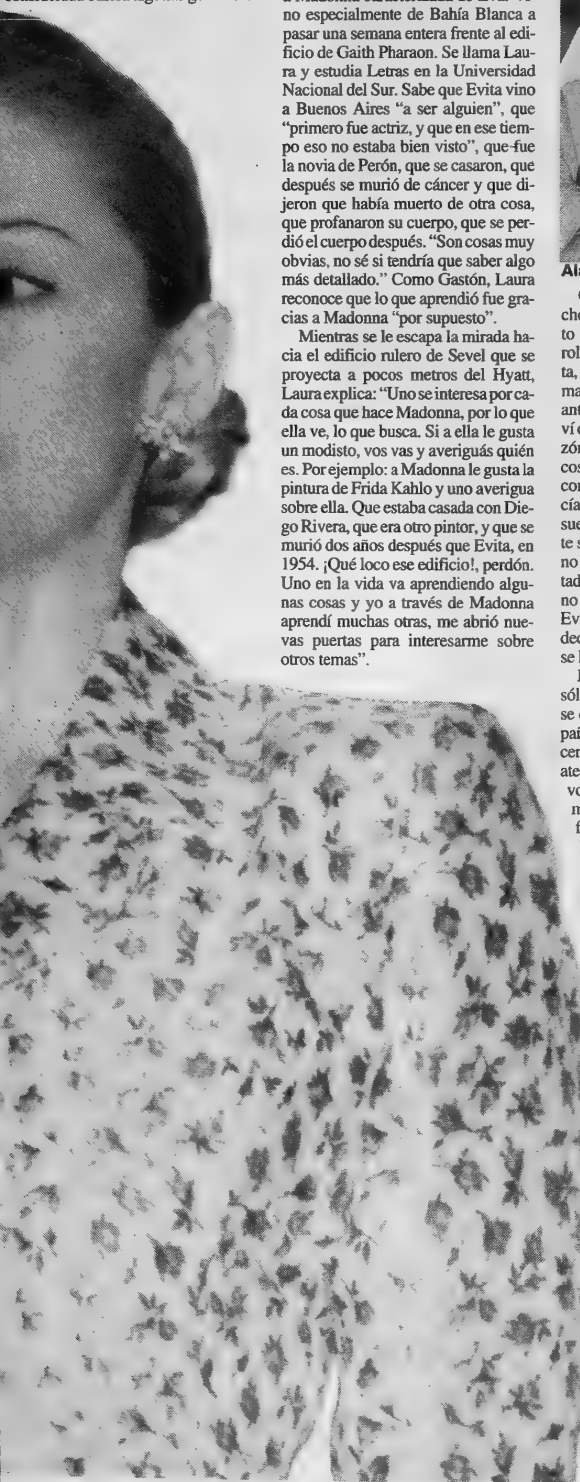 no especialmente de Bahía Blanca a
pasar una semana entera frente al edi-
ficio de Gaith Pharaon. Se llama Lau-
ra y estudia Letras en la Universidad
Nacional del Sur. Sabe que Evita vino
a Buenos Aires “a ser alguien”, que
“primero fue actriz, y que en ese tiem-
po eso no estaba bien visto”, que fue
la novia de Perón, que se casaron, que
después se murió de cáncer y que di-
jeron que había muerto de otra cosa,
que profanaron su cuerpo, que se per-
dió el cuerpo después. “Son cosas muy
obvias, no sé si tendría que saber algo
más detallado.” Como Gastón, Laura
reconoce que lo que aprendió fue gra-
cias a Madonna “por supuesto”.
Mientras se le escapa la mirada ha-
cia el edificio rulero de Sevel que se
proyecta a pocos metros del Hyatt,
Laura explica: “Uno se interesa por ca-
da cosa que hace Madonna, por lo que
ella ve, lo que busca. Si a ella le gusta
un modisto, vos vas y averiguás quién
es. Por ejemplo: a Madonna le gusta la
pintura de Frida Kahlo y uno averigua
sobre ella. Que estaba casada con Die-
go Rivera, que era otro pintor, y que se
murió dos años después que Evita, en
1954. ¡Qué loco ese edificio!, perdón.
Uno en la vida va aprendiendo algu-
nas cosas y yo a través de Madonna
aprendí muchas otras, me abrió nue-
vas puertas para interesarme sobre
otros temas”.